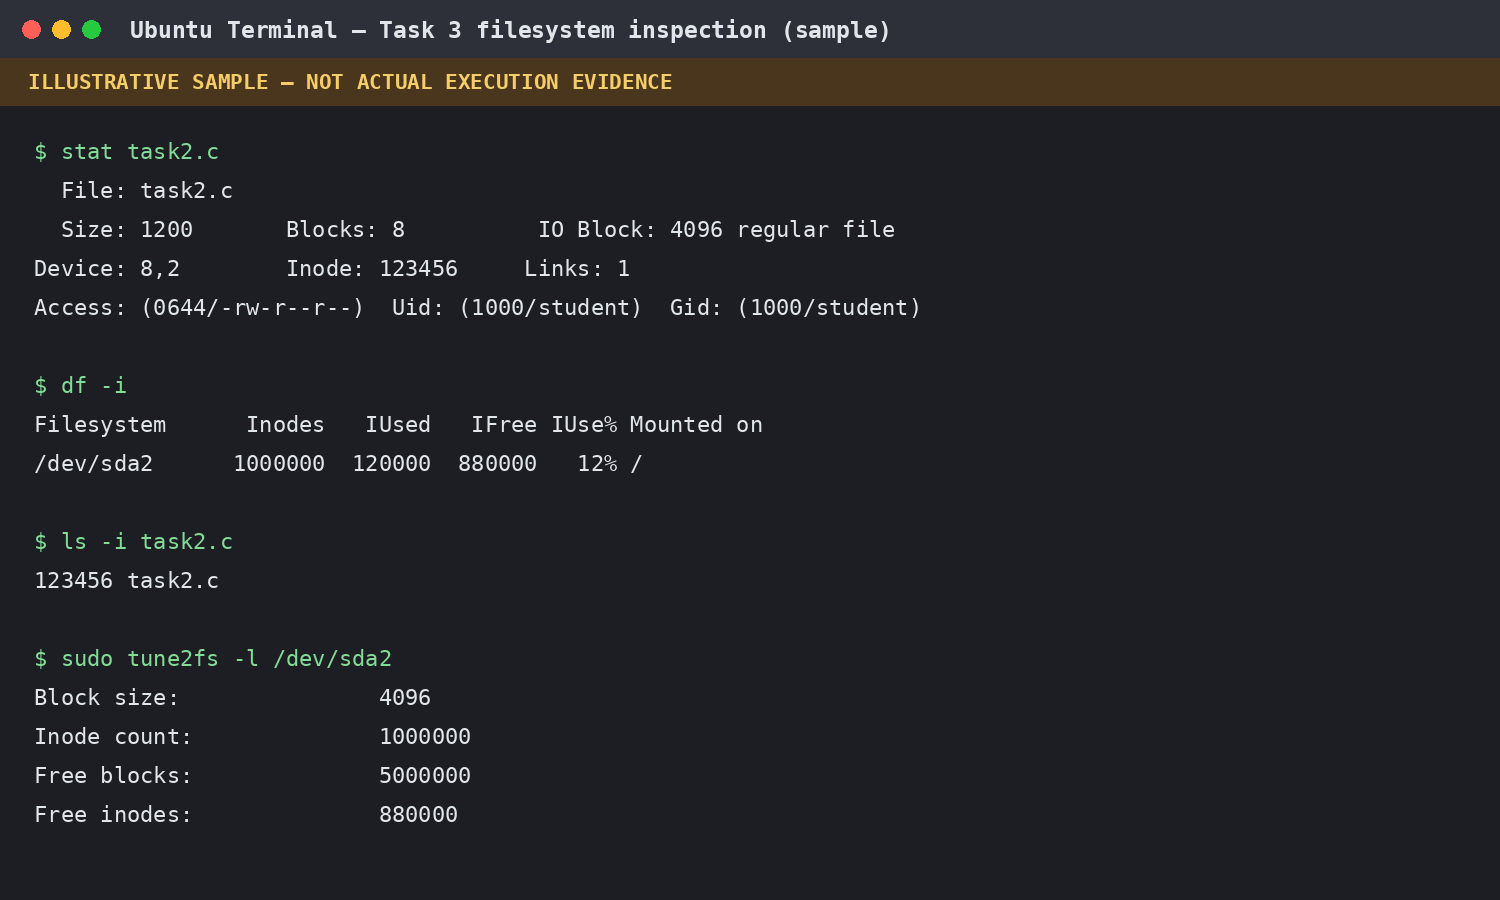 Ubuntu Terminal — Task 3 filesystem inspection (sample)
ILLUSTRATIVE SAMPLE — NOT ACTUAL EXECUTION EVIDENCE
$ stat task2.c
  File: task2.c
  Size: 1200       Blocks: 8          IO Block: 4096 regular file
Device: 8,2        Inode: 123456     Links: 1
Access: (0644/-rw-r--r--)  Uid: (1000/student)  Gid: (1000/student)
$ df -i
Filesystem      Inodes   IUsed   IFree IUse% Mounted on
/dev/sda2      1000000  120000  880000   12% /
$ ls -i task2.c
123456 task2.c
$ sudo tune2fs -l /dev/sda2
Block size:               4096
Inode count:              1000000
Free blocks:              5000000
Free inodes:              880000